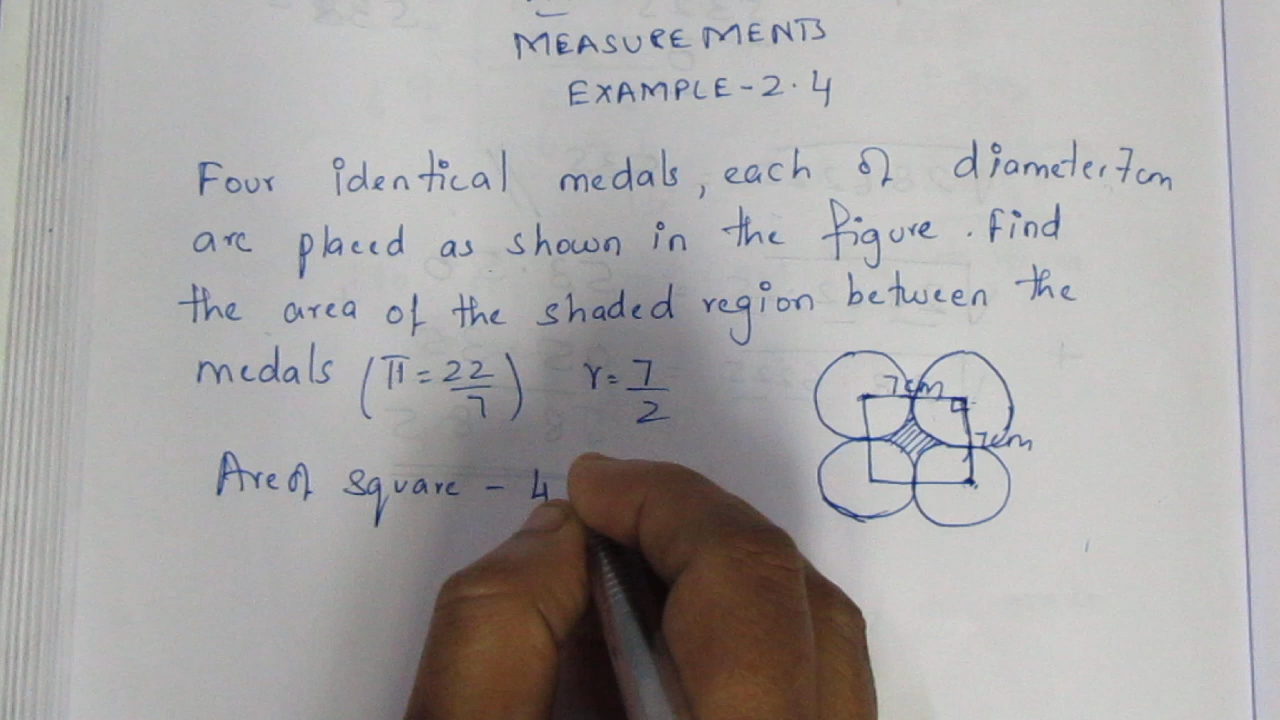 MEASUREMENTS
EXAMPLE-2.4
Four identical medals, each of diameter 7cm
are placed as shown in the figure. Find
the area of the shaded region between the
medals (π = 22/7) r = 7/2
7cm
7cm
Are of square - 4